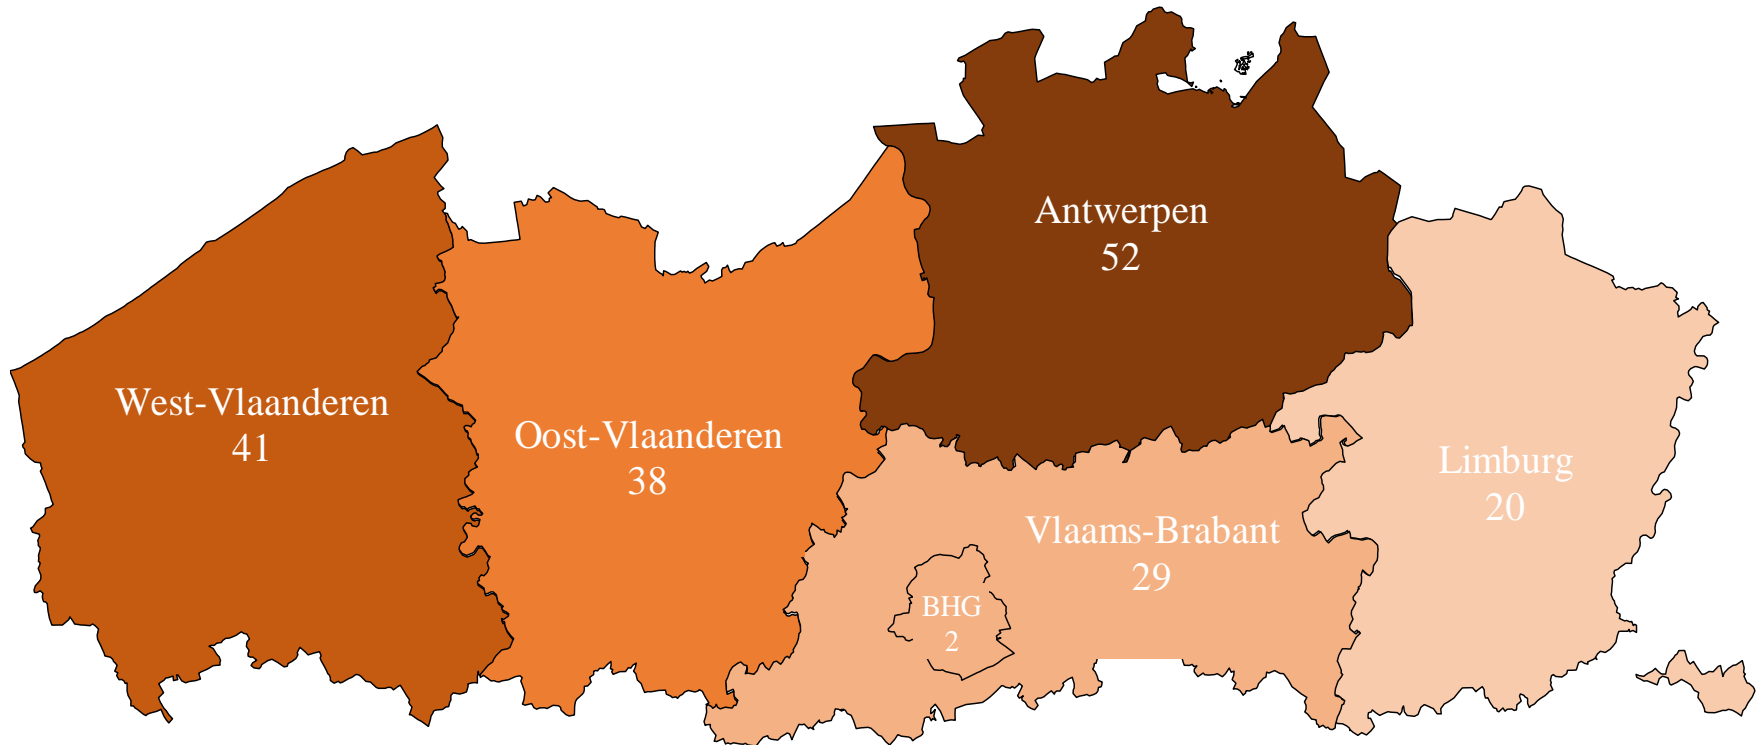 Antwerpen
52
West-Vlaanderen
41
Oost-Vlaanderen
38
Limburg
20
Vlaams-Brabant
29
BHG
2